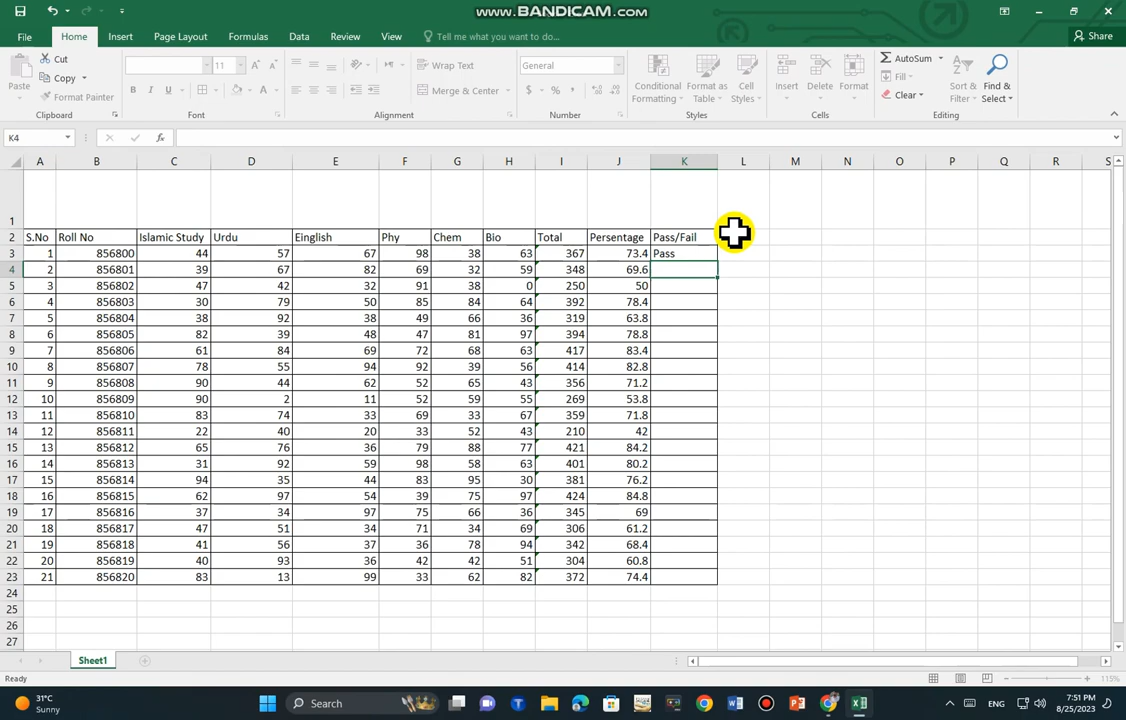 www.BANDICAM.com
File Home Insert Page Layout Formulas Data Review View Tell me what you want to do... Share
Cut
Copy
Format Painter
Paste
Clipboard
11
B I U
Font
Wrap Text
Merge & Center
Alignment
General
$ % ,
Number
Conditional Formatting
Format as Table
Cell Styles
Styles
Insert Delete Format
Cells
AutoSum
Fill
Clear
Sort & Filter
Find & Select
Editing
K4 fx
A B C D E F G H I J K L M N O P Q R S
1
2 S.No Roll No Islamic Study Urdu Einglish Phy Chem Bio Total Persentage Pass/Fail
3 1 856800 44 57 67 98 38 63 367 73.4 Pass
4 2 856801 39 67 82 69 32 59 348 69.6
5 3 856802 47 42 32 91 38 0 250 50
6 4 856803 30 79 50 85 84 64 392 78.4
7 5 856804 38 92 38 49 66 36 319 63.8
8 6 856805 82 39 48 47 81 97 394 78.8
9 7 856806 61 84 69 72 68 63 417 83.4
10 8 856807 78 55 94 92 39 56 414 82.8
11 9 856808 90 44 62 52 65 43 356 71.2
12 10 856809 90 2 11 52 59 55 269 53.8
13 11 856810 83 74 33 69 33 67 359 71.8
14 12 856811 22 40 20 33 52 43 210 42
15 13 856812 65 76 36 79 88 77 421 84.2
16 14 856813 31 92 59 98 58 63 401 80.2
17 15 856814 94 35 44 83 95 30 381 76.2
18 16 856815 62 97 54 39 75 97 424 84.8
19 17 856816 37 34 97 75 66 36 345 69
20 18 856817 47 51 34 71 34 69 306 61.2
21 19 856818 41 56 37 36 78 94 342 68.4
22 20 856819 40 93 36 42 42 51 304 60.8
23 21 856820 83 13 99 33 62 82 372 74.4
24
25
26
27
Sheet1
Ready
115%
31°C
Sunny
Search
ENG
7:51 PM
8/25/2023